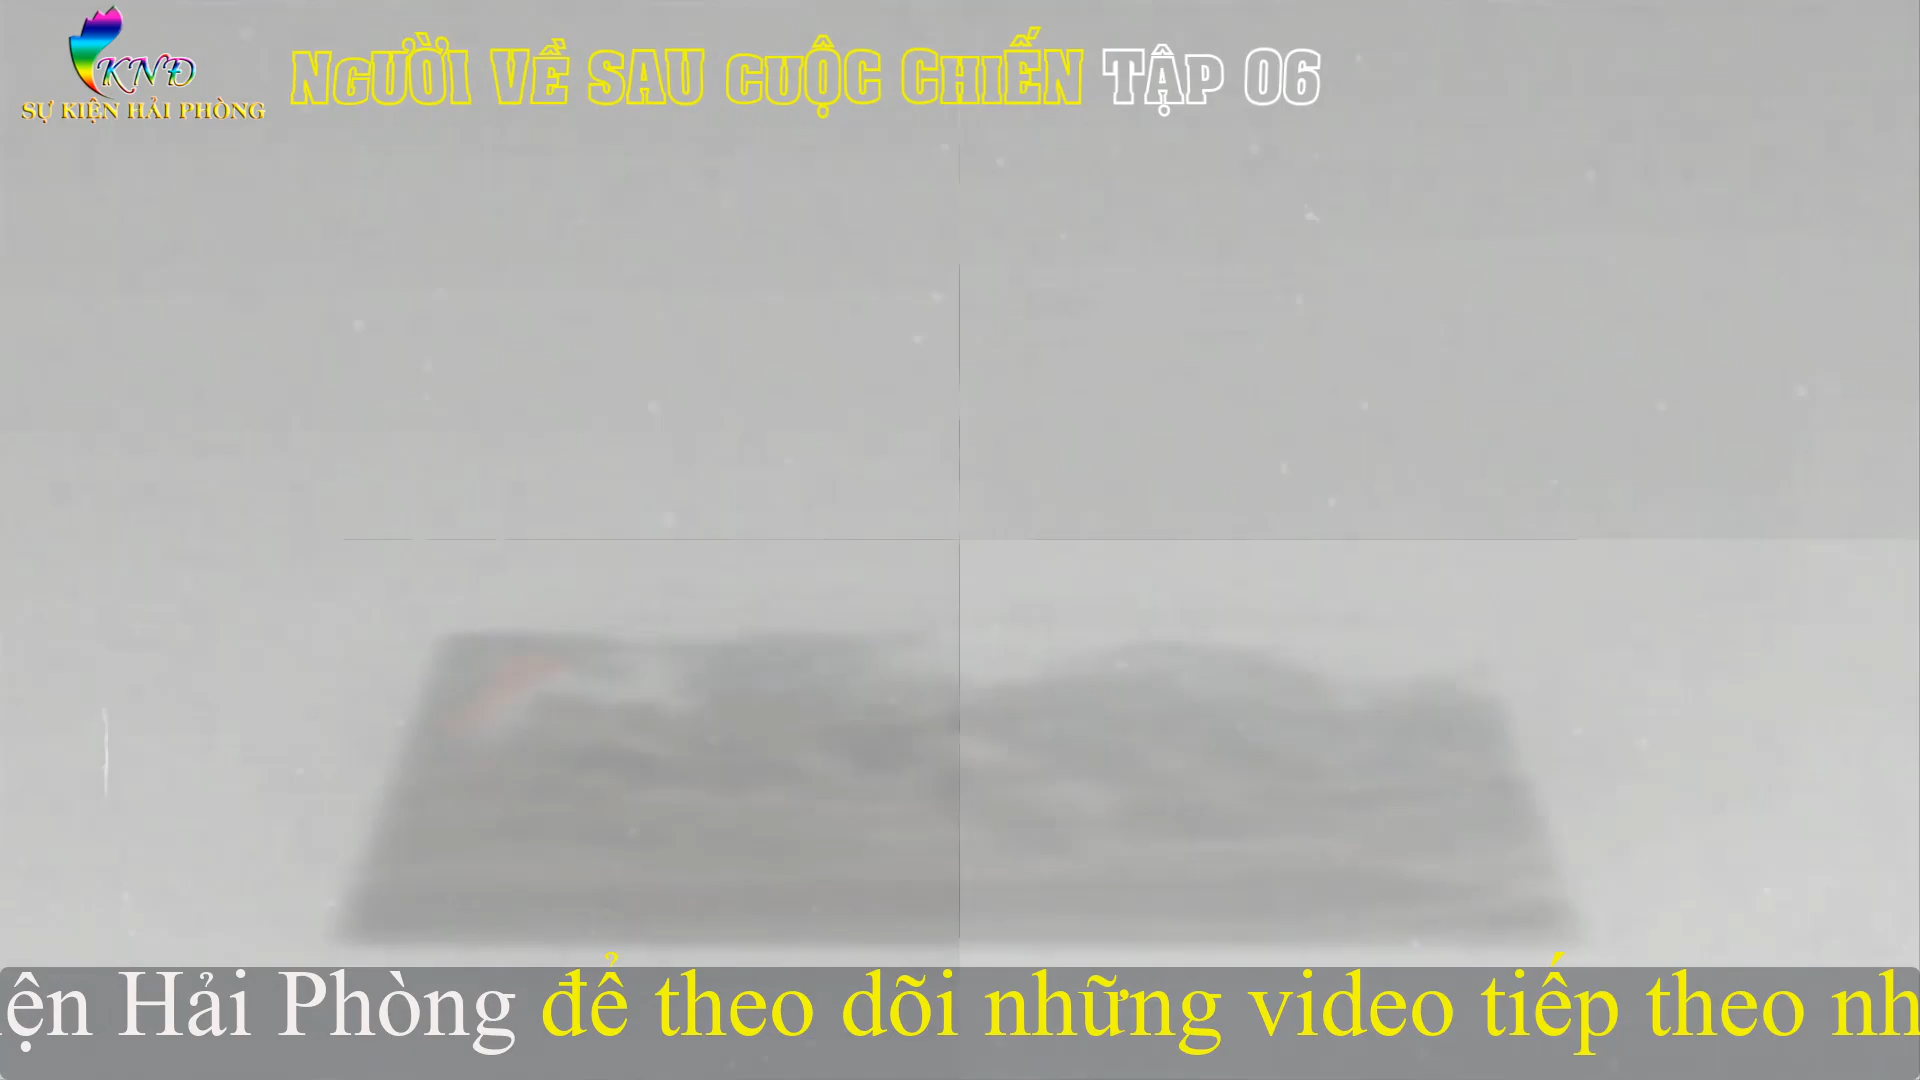 KNĐ
SỰ KIỆN HẢI PHÒNG
NGƯỜI VỀ SAU CUỘC CHIẾN TẬP 06
iện Hải Phòng để theo dõi những video tiếp theo nh